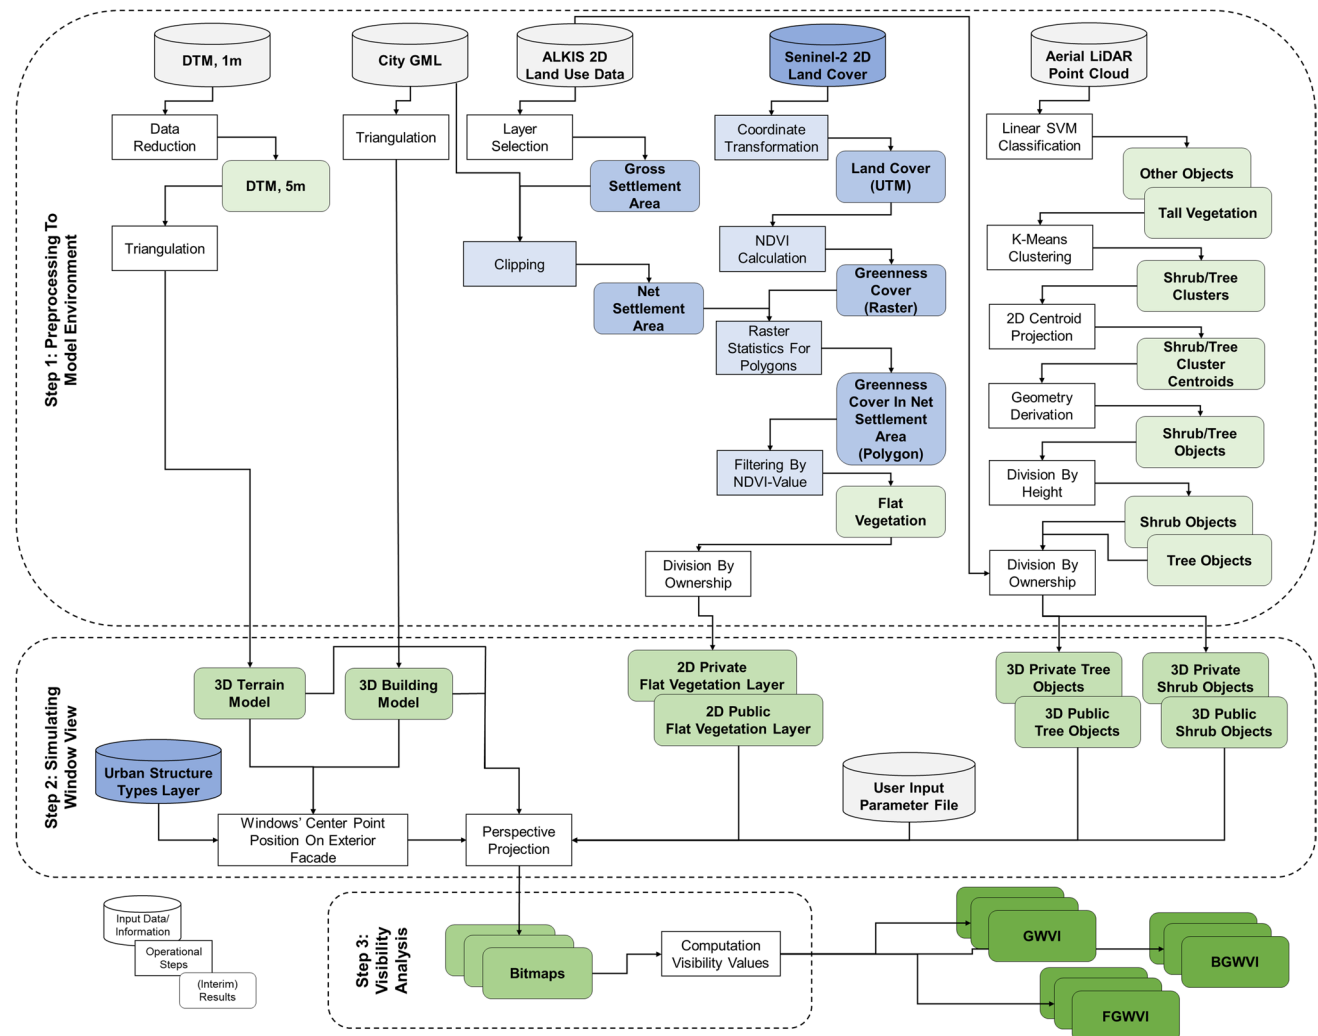 DTM, 1m
City GML
ALKIS 2D
Land Use Data
Seninel-2 2D
Land Cover
Aerial LiDAR
Point Cloud
Data
Reduction
Triangulation
Layer
Selection
Coordinate
Transformation
Linear SVM
Classification
DTM, 5m
Gross
Settlement
Area
Land Cover
(UTM)
Other Objects
Tall Vegetation
Triangulation
Clipping
NDVI
Calculation
K-Means
Clustering
Net
Settlement
Area
Greenness
Cover
(Raster)
Shrub/Tree
Clusters
Raster
Statistics For
Polygons
2D Centroid
Projection
Shrub/Tree
Cluster
Centroids
Greenness
Cover In Net
Settlement
Area
(Polygon)
Geometry
Derivation
Shrub/Tree
Objects
Filtering By
NDVI-Value
Division By
Height
Flat
Vegetation
Shrub Objects
Tree Objects
Division By
Ownership
Division By
Ownership
Step 1: Preprocessing To
Model Environment
3D Terrain
Model
3D Building
Model
2D Private
Flat Vegetation Layer
2D Public
Flat Vegetation Layer
3D Private Tree
Objects
3D Public
Tree Objects
3D Private
Shrub Objects
3D Public
Shrub Objects
Urban Structure
Types Layer
User Input
Parameter File
Windows' Center Point
Position On Exterior
Facade
Perspective
Projection
Step 2: Simulating
Window View
Input Data/
Information
Operational
Steps
(Interim)
Results
Step 3:
Visibility
Analysis
Bitmaps
Computation
Visibility Values
GWVI
BGWVI
FGWVI